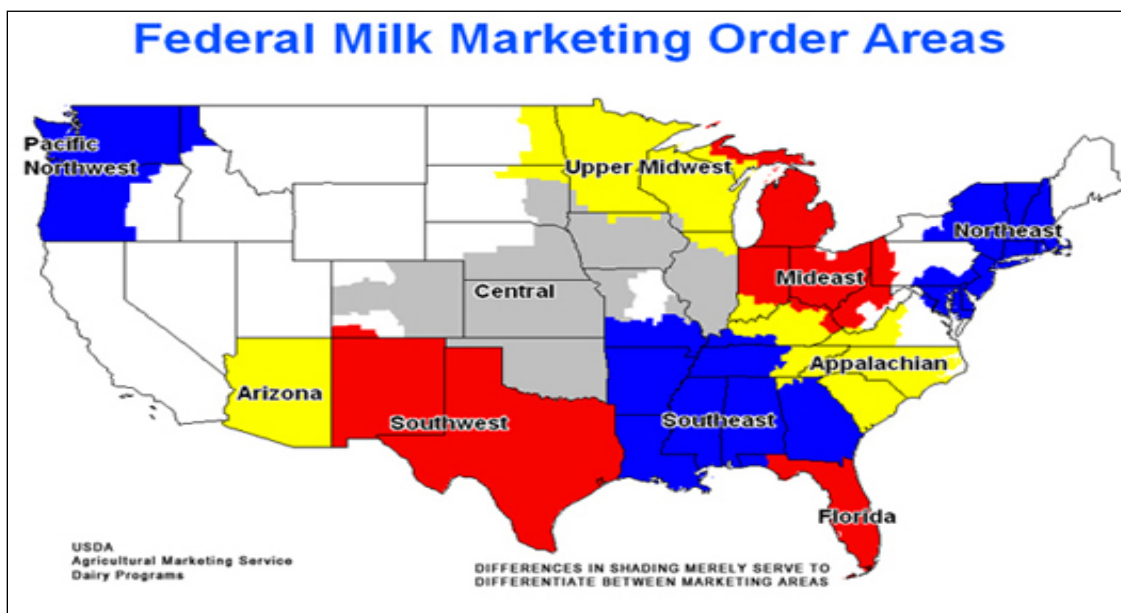 Federal Milk Marketing Order Areas
Pacific
Northwest
Upper Midwest
Northeast
Mideast
Central
Appalachian
Arizona
Southwest
Southeast
Florida
USDA
Agricultural Marketing Service
Dairy Programs
DIFFERENCES IN SHADING MERELY SERVE TO
DIFFERENTIATE BETWEEN MARKETING AREAS